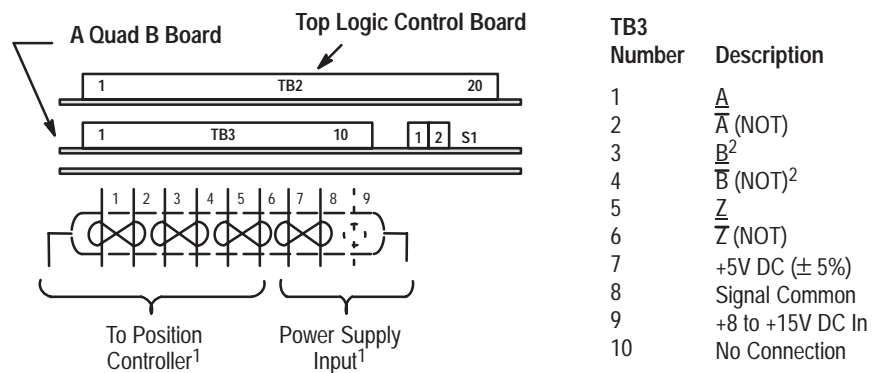 A Quad B Board
Top Logic Control Board
1 TB2 20
1 TB3 10 1 2 S1
1 2 3 4 5 6 7 8 9
To Position
Controller1
Power Supply
Input1
TB3
Number Description
1 A
2 A (NOT)
3 B2
4 B (NOT)2
5 Z
6 Z (NOT)
7 +5V DC (± 5%)
8 Signal Common
9 +8 to +15V DC In
10 No Connection